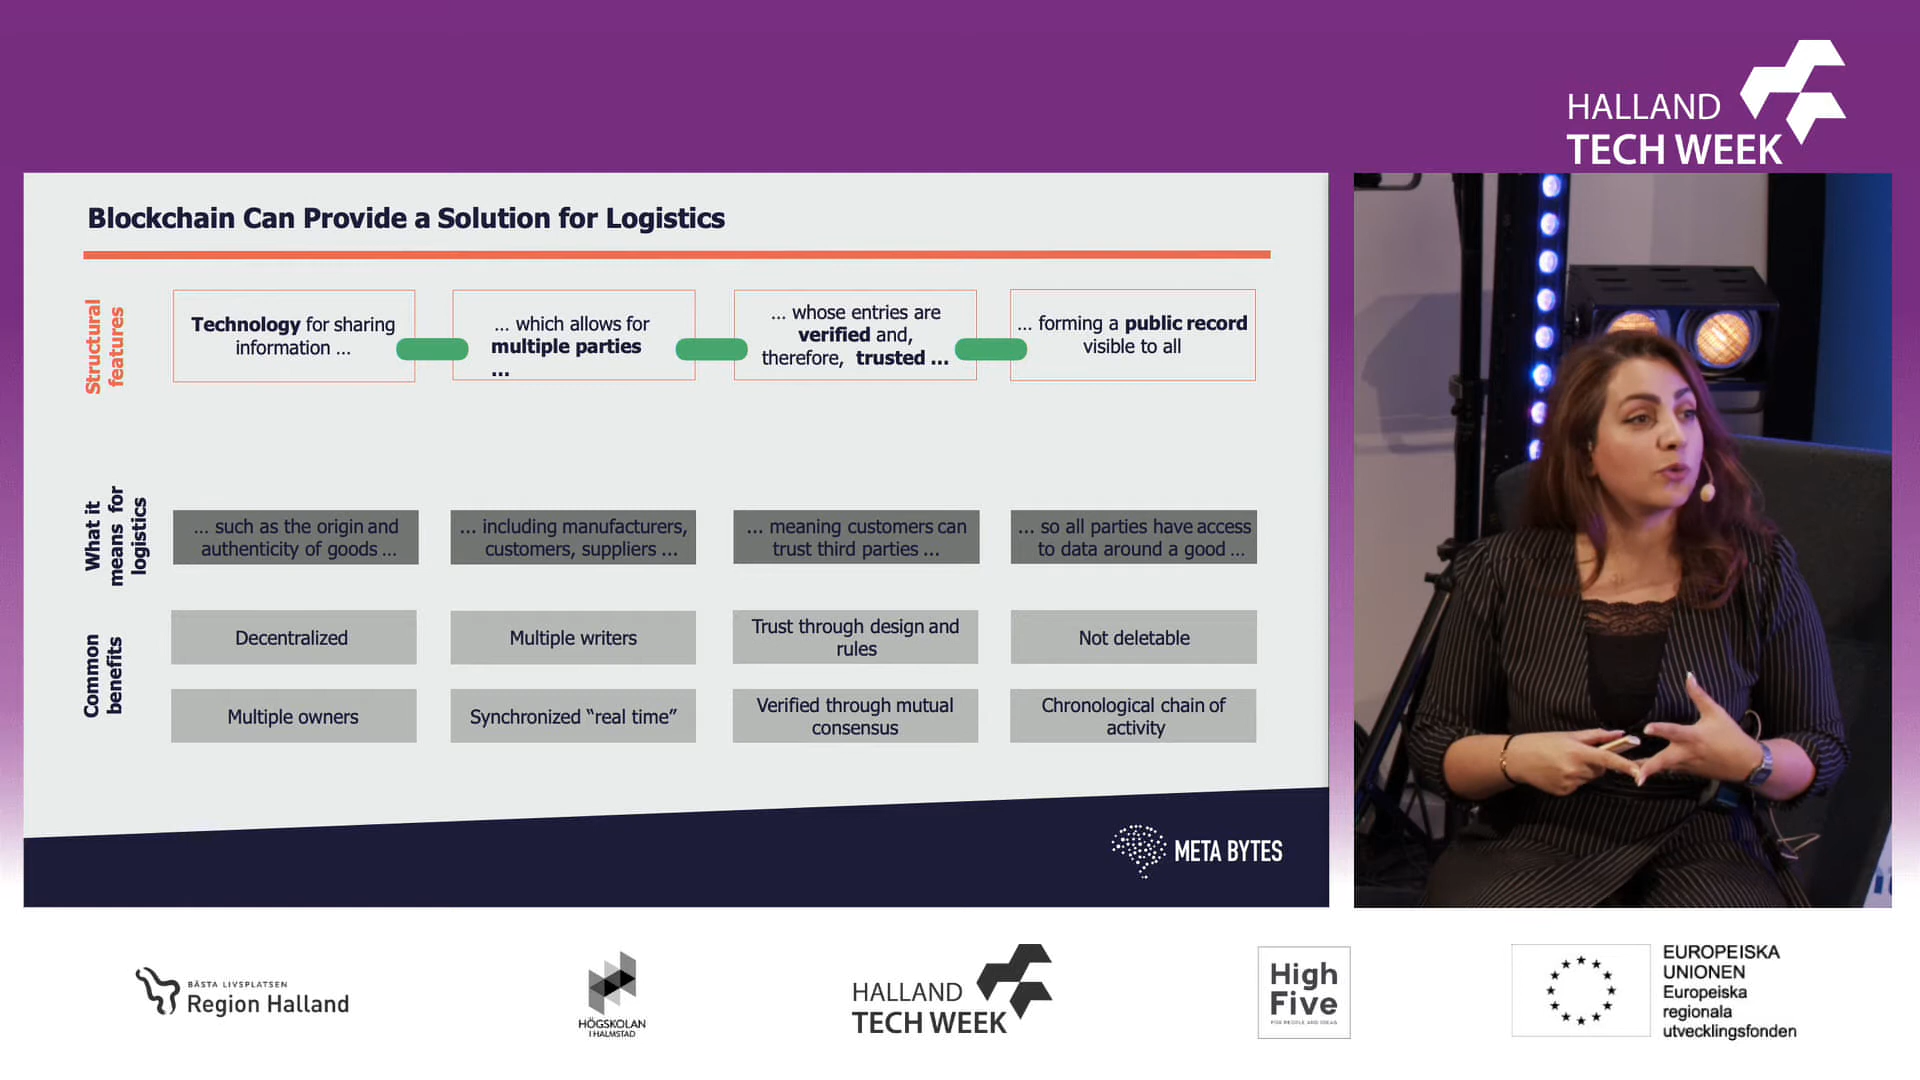 HALLAND
TECH WEEK
Blockchain Can Provide a Solution for Logistics
Structural
features
Technology for sharing
information ...
... which allows for
multiple parties
...
... whose entries are
verified and,
therefore, trusted ...
... forming a public record
visible to all
What it
means for
logistics
... such as the origin and
authenticity of goods ...
... including manufacturers,
customers, suppliers ...
... meaning customers can
trust third parties ...
... so all parties have access
to data around a good ...
Common
benefits
Decentralized
Multiple writers
Trust through design and
rules
Not deletable
Multiple owners
Synchronized “real time”
Verified through mutual
consensus
Chronological chain of
activity
META BYTES
BÄSTA LIVSPLATSEN
Region Halland
HÖGSKOLAN
I HALMSTAD
HALLAND
TECH WEEK
High
Five
FOR PEOPLE AND IDEAS
EUROPEISKA
UNIONEN
Europeiska
regionala
utvecklingsfonden